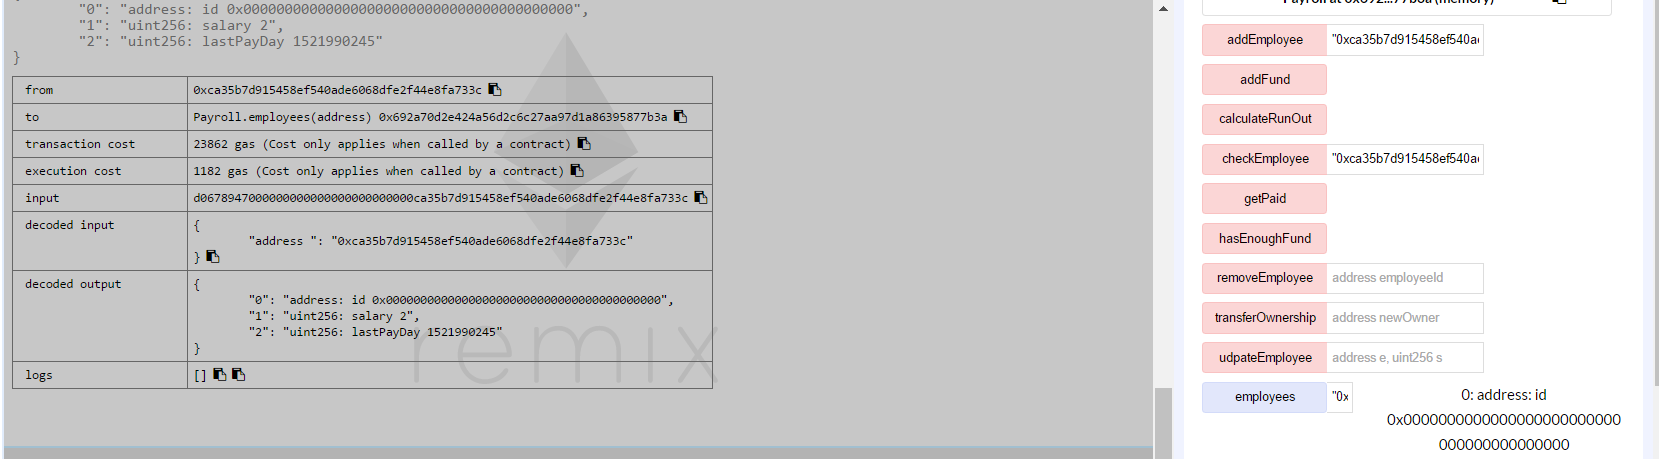 "0": "address: id 0x0000000000000000000000000000000000000000",
"1": "uint256: salary 2",
"2": "uint256: lastPayDay 1521990245"
}
from 0xca35b7d915458ef540ade6068dfe2f44e8fa733c
to Payroll.employees(address) 0x692a70d2e424a56d2c6c27aa97d1a86395877b3a
transaction cost 23862 gas (Cost only applies when called by a contract)
execution cost 1182 gas (Cost only applies when called by a contract)
input d0678947000000000000000000000000ca35b7d915458ef540ade6068dfe2f44e8fa733c
decoded input {
"address ": "0xca35b7d915458ef540ade6068dfe2f44e8fa733c"
}
decoded output {
"0": "address: id 0x0000000000000000000000000000000000000000",
"1": "uint256: salary 2",
"2": "uint256: lastPayDay 1521990245"
}
logs []
remix
addEmployee "0xca35b7d915458ef540a
addFund
calculateRunOut
checkEmployee "0xca35b7d915458ef540a
getPaid
hasEnoughFund
removeEmployee address employeeId
transferOwnership address newOwner
udpateEmployee address e, uint256 s
employees "0x
0: address: id
0x0000000000000000000000000
000000000000000